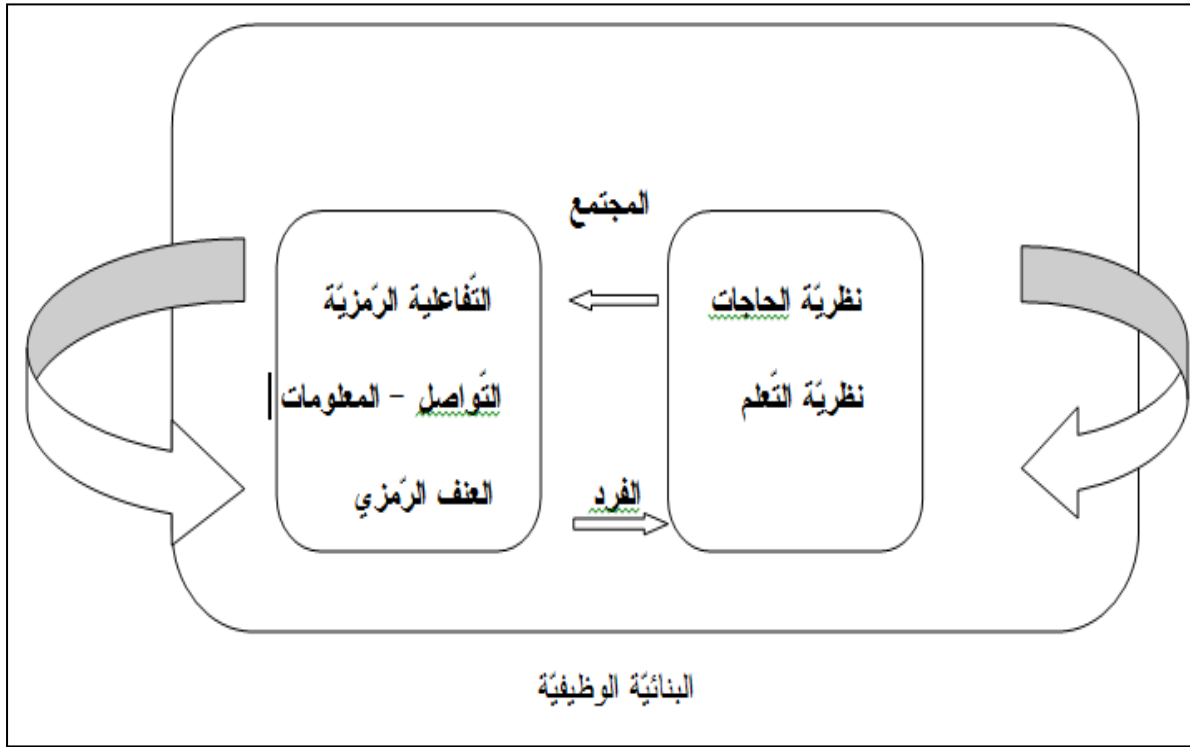 المجتمع
نظريّة الحاجات
التّفاعلية الرّمزيّة
نظريّة التّعلم
التّواصل – المعلومات
العنف الرّمزي
الفرد
البنائيّة الوظيفيّة